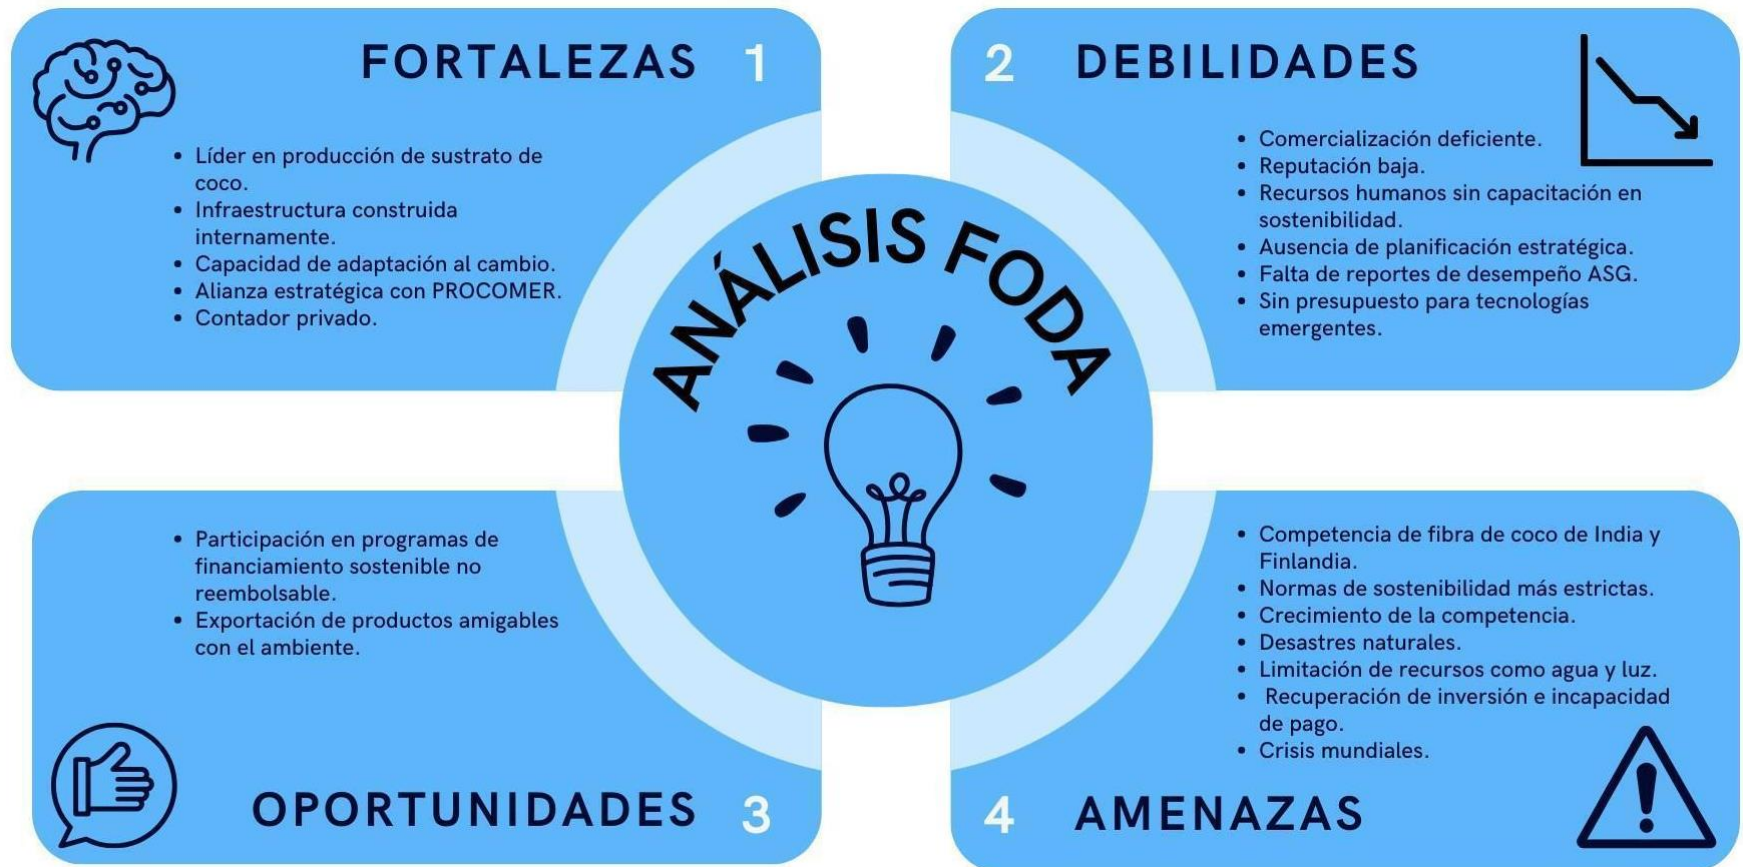 FORTALEZAS 1
• Líder en producción de sustrato de
coco.
• Infraestructura construida
internamente.
• Capacidad de adaptación al cambio.
• Alianza estratégica con PROCOMER.
• Contador privado.
2 DEBILIDADES
• Comercialización deficiente.
• Reputación baja.
• Recursos humanos sin capacitación en
sostenibilidad.
• Ausencia de planificación estratégica.
• Falta de reportes de desempeño ASG.
• Sin presupuesto para tecnologías
emergentes.
ANÁLISIS FODA
• Participación en programas de
financiamiento sostenible no
reembolsable.
• Exportación de productos amigables
con el ambiente.
OPORTUNIDADES 3
• Competencia de fibra de coco de India y
Finlandia.
• Normas de sostenibilidad más estrictas.
• Crecimiento de la competencia.
• Desastres naturales.
• Limitación de recursos como agua y luz.
• Recuperación de inversión e incapacidad
de pago.
• Crisis mundiales.
4 AMENAZAS